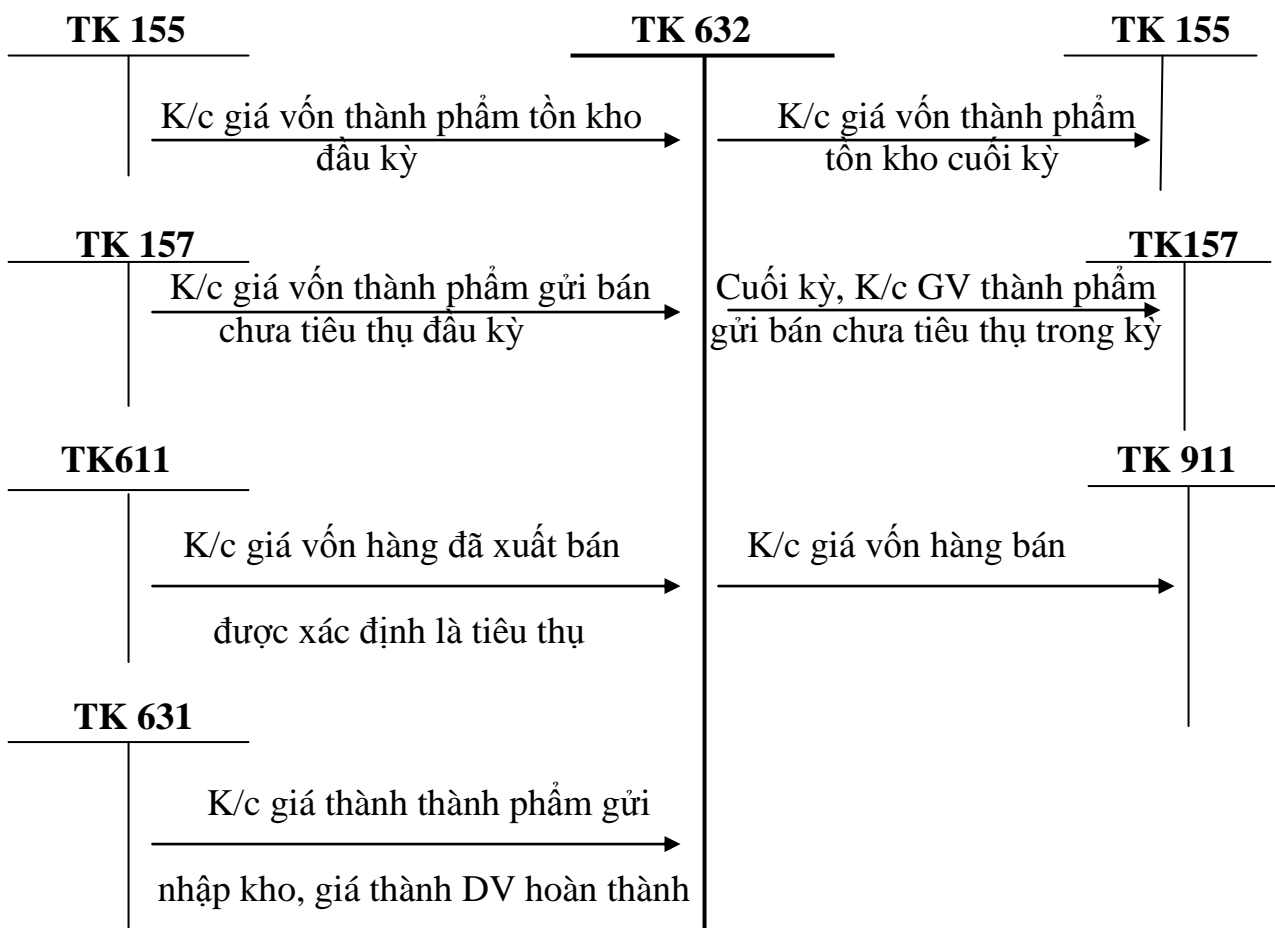 TK 155
TK 632
TK 155
K/c giá vốn thành phẩm tồn kho
đầu kỳ
K/c giá vốn thành phẩm
tồn kho cuối kỳ
TK 157
TK157
K/c giá vốn thành phẩm gửi bán
chưa tiêu thụ đầu kỳ
Cuối kỳ, K/c GV thành phẩm
gửi bán chưa tiêu thụ trong kỳ
TK611
TK 911
K/c giá vốn hàng đã xuất bán
được xác định là tiêu thụ
K/c giá vốn hàng bán
TK 631
K/c giá thành thành phẩm gửi
nhập kho, giá thành DV hoàn thành